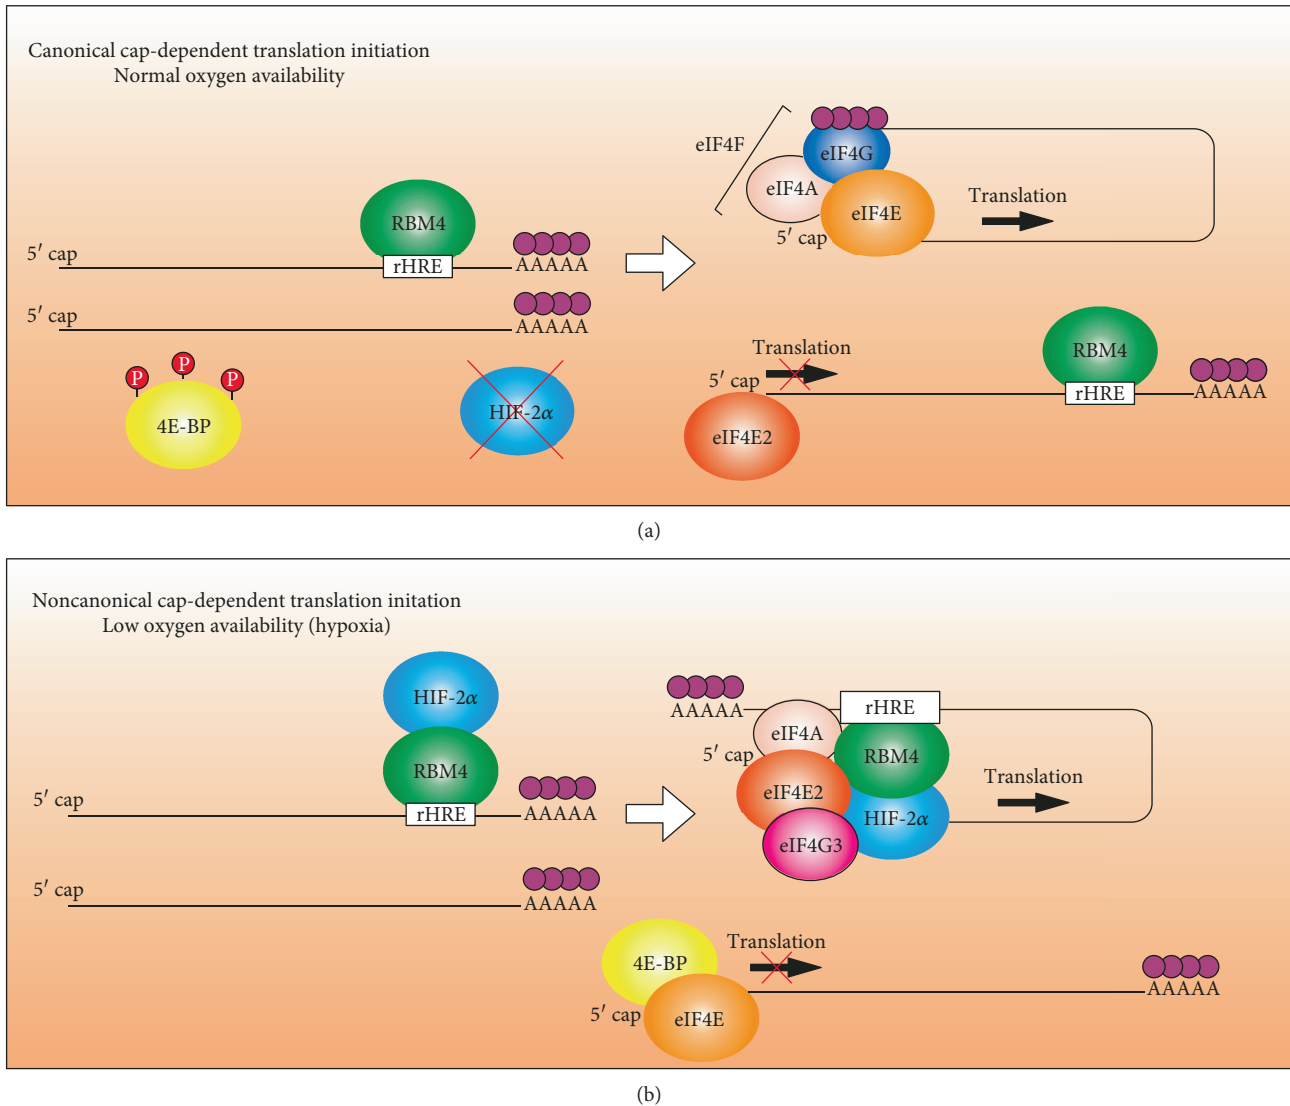 Canonical cap-dependent translation initiation
Normal oxygen availability
eIF4F
eIF4G
eIF4A
eIF4E
5′ cap
Translation
RBM4
5′ cap
rHRE
AAAAA
5′ cap
AAAAA
P
P
P
4E-BP
HIF-2α
Translation
5′ cap
eIF4E2
RBM4
rHRE
AAAAA
(a)
Noncanonical cap-dependent translation initation
Low oxygen availability (hypoxia)
HIF-2α
RBM4
5′ cap
rHRE
AAAAA
5′ cap
AAAAA
AAAAA
rHRE
eIF4A
5′ cap
RBM4
eIF4E2
HIF-2α
eIF4G3
Translation
4E-BP
Translation
5′ cap
eIF4E
AAAAA
(b)